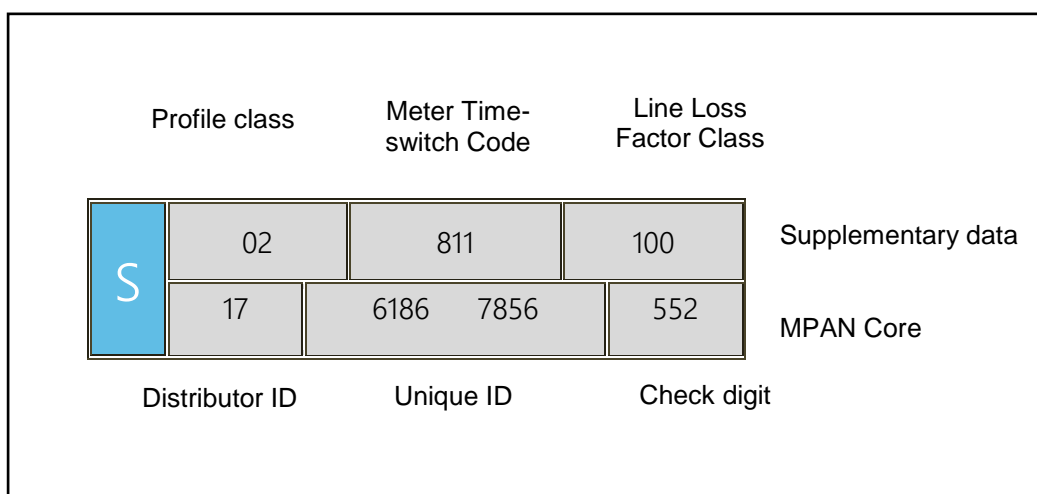 Profile class
Meter Time-
switch Code
Line Loss
Factor Class
S
02
811
100
Supplementary data
17
6186 7856
552
MPAN Core
Distributor ID
Unique ID
Check digit